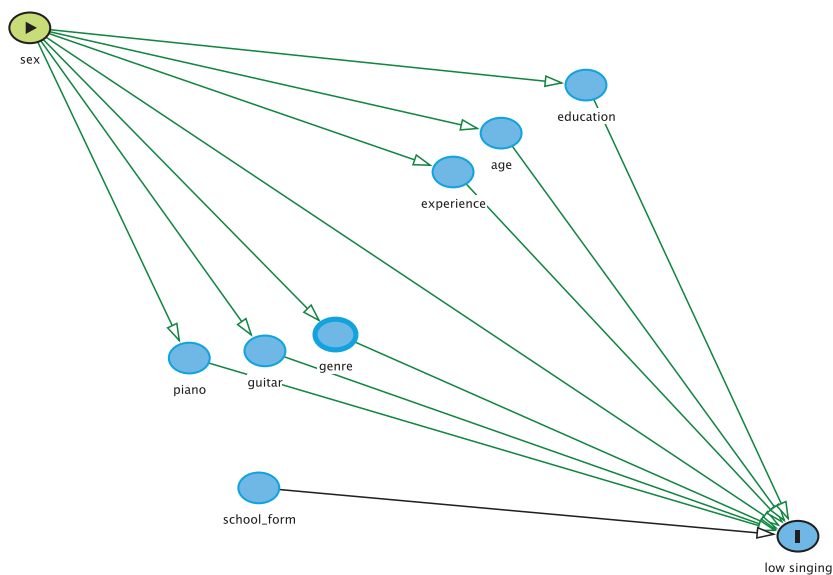 sex
education
age
experience
genre
piano
guitar
school_form
low singing